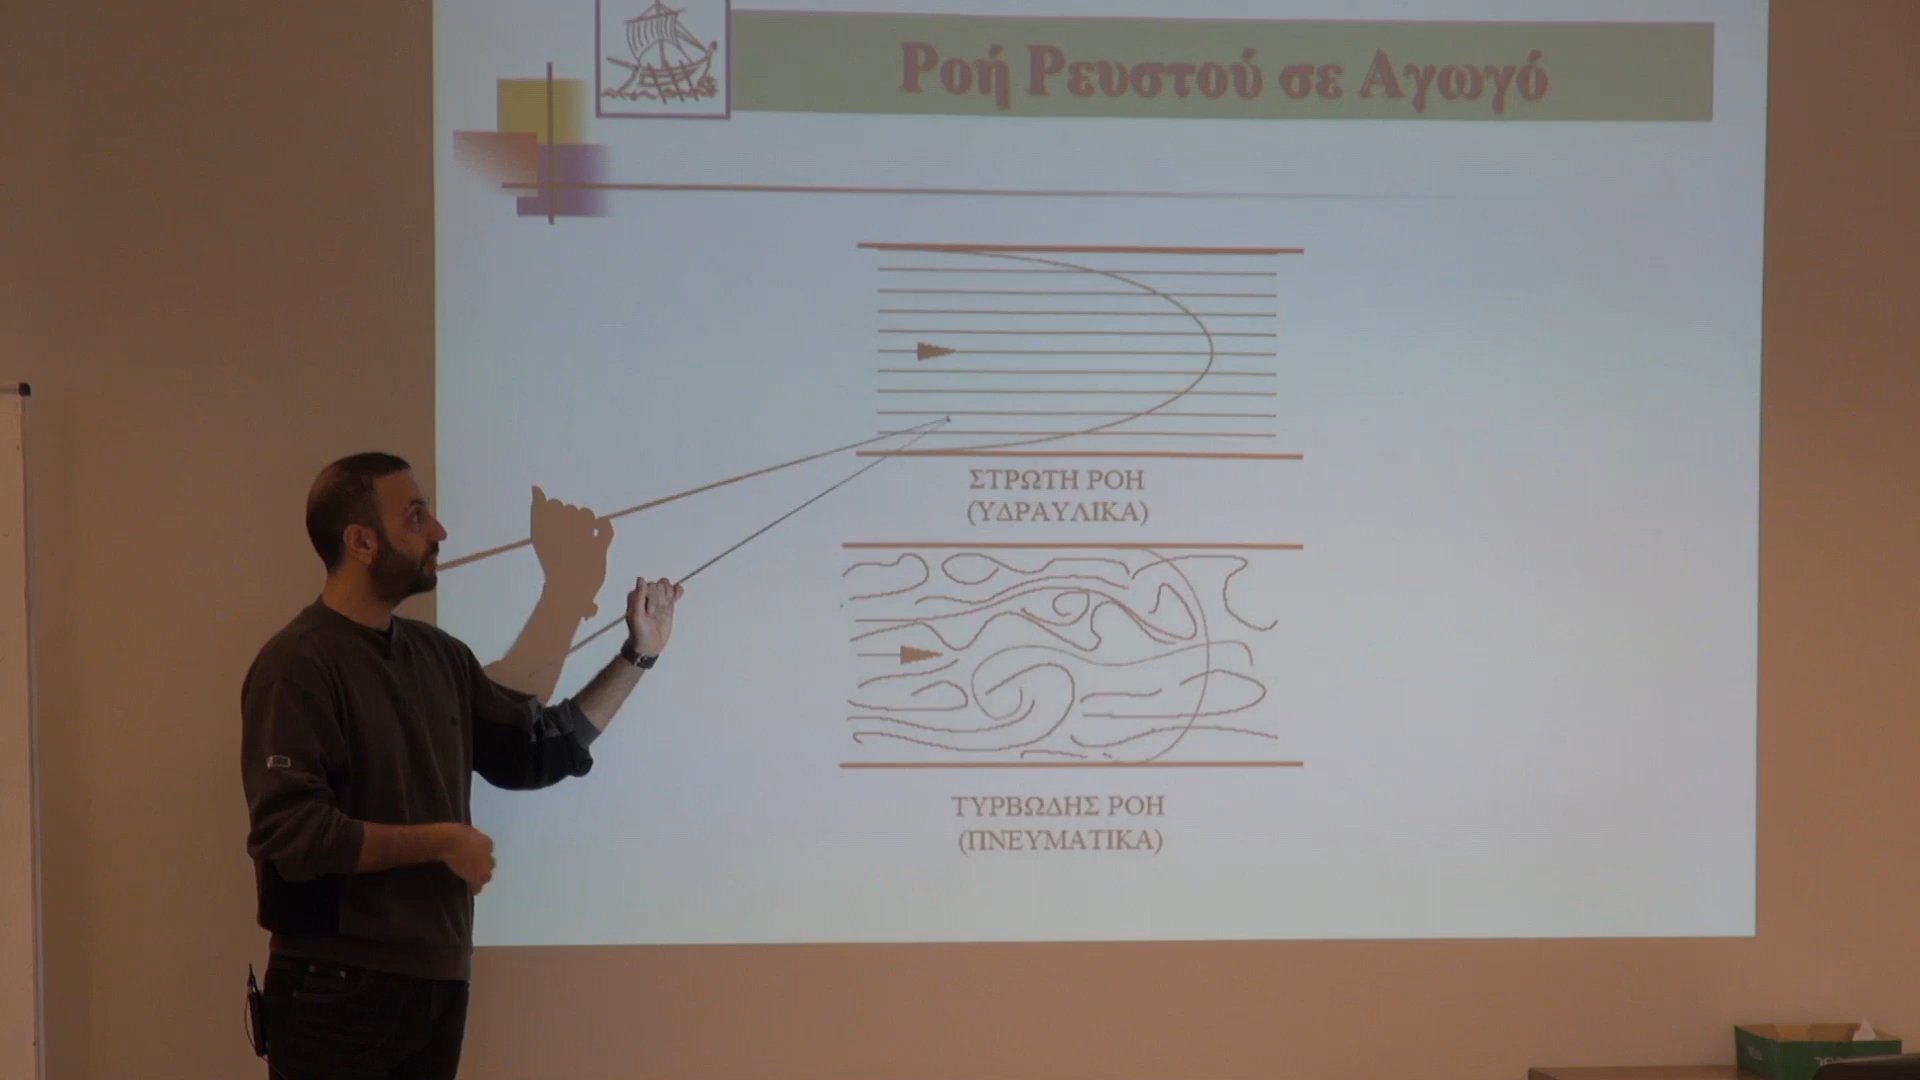 Ροή Ρευστού σε Αγωγό
ΣΤΡΩΤΗ ΡΟΗ
(ΥΔΡΑΥΛΙΚΑ)
ΤΥΡΒΩΔΗΣ ΡΟΗ
(ΠΝΕΥΜΑΤΙΚΑ)